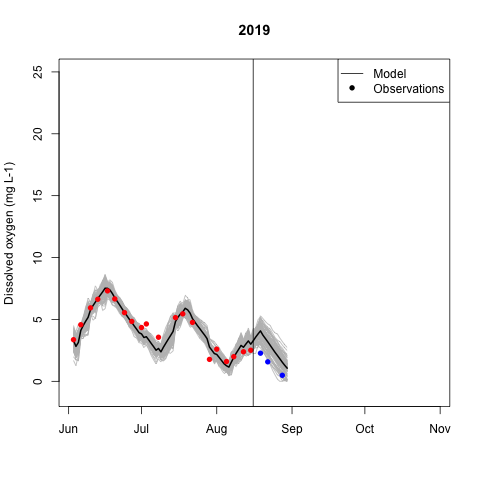 2019
Model
Observations
Dissolved oxygen (mg L-1)
25
20
15
10
5
0
Jun Jul Aug Sep Oct Nov